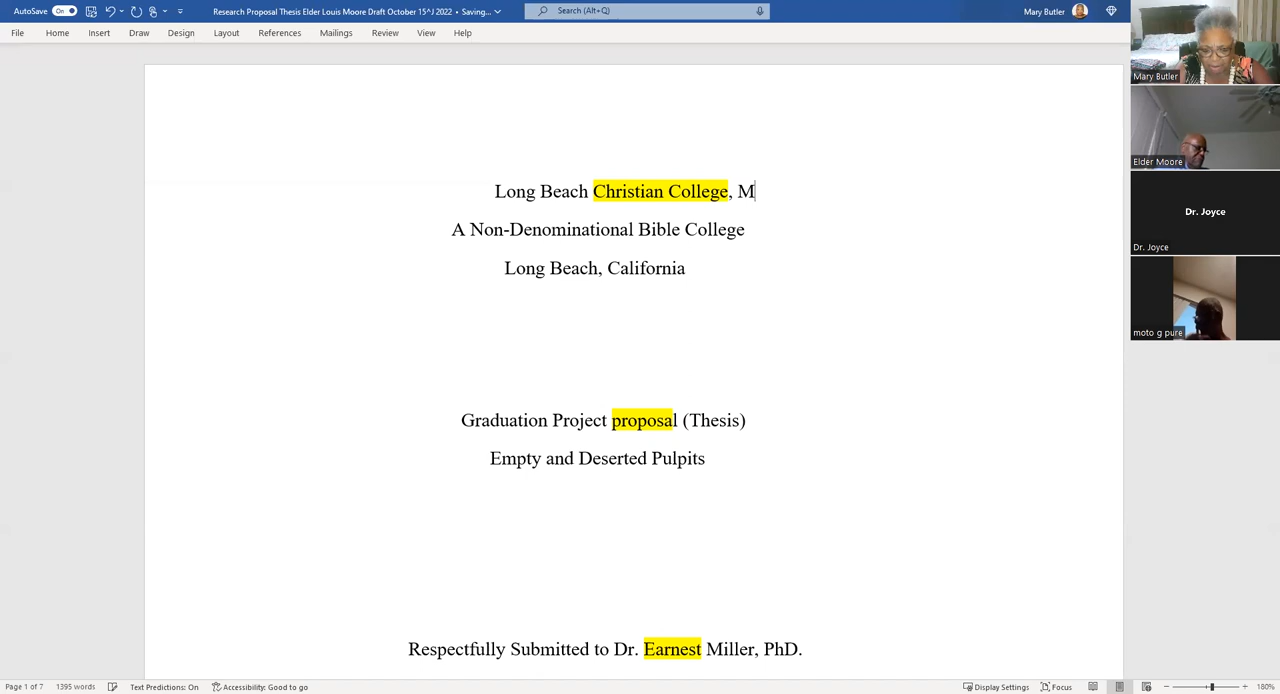 AutoSave On Research Proposal Thesis Elder Louis Moore Draft October 15^J 2022 • Saving... Search (Alt+Q) Mary Butler
File Home Insert Draw Design Layout References Mailings Review View Help
Long Beach Christian College, M
A Non-Denominational Bible College
Long Beach, California
Graduation Project proposal (Thesis)
Empty and Deserted Pulpits
Respectfully Submitted to Dr. Earnest Miller, PhD.
Mary Butler
Elder Moore
Dr. Joyce
Dr. Joyce
moto g pure
Page 1 of 7 1395 words Text Predictions: On Accessibility: Good to go Display Settings Focus 180%